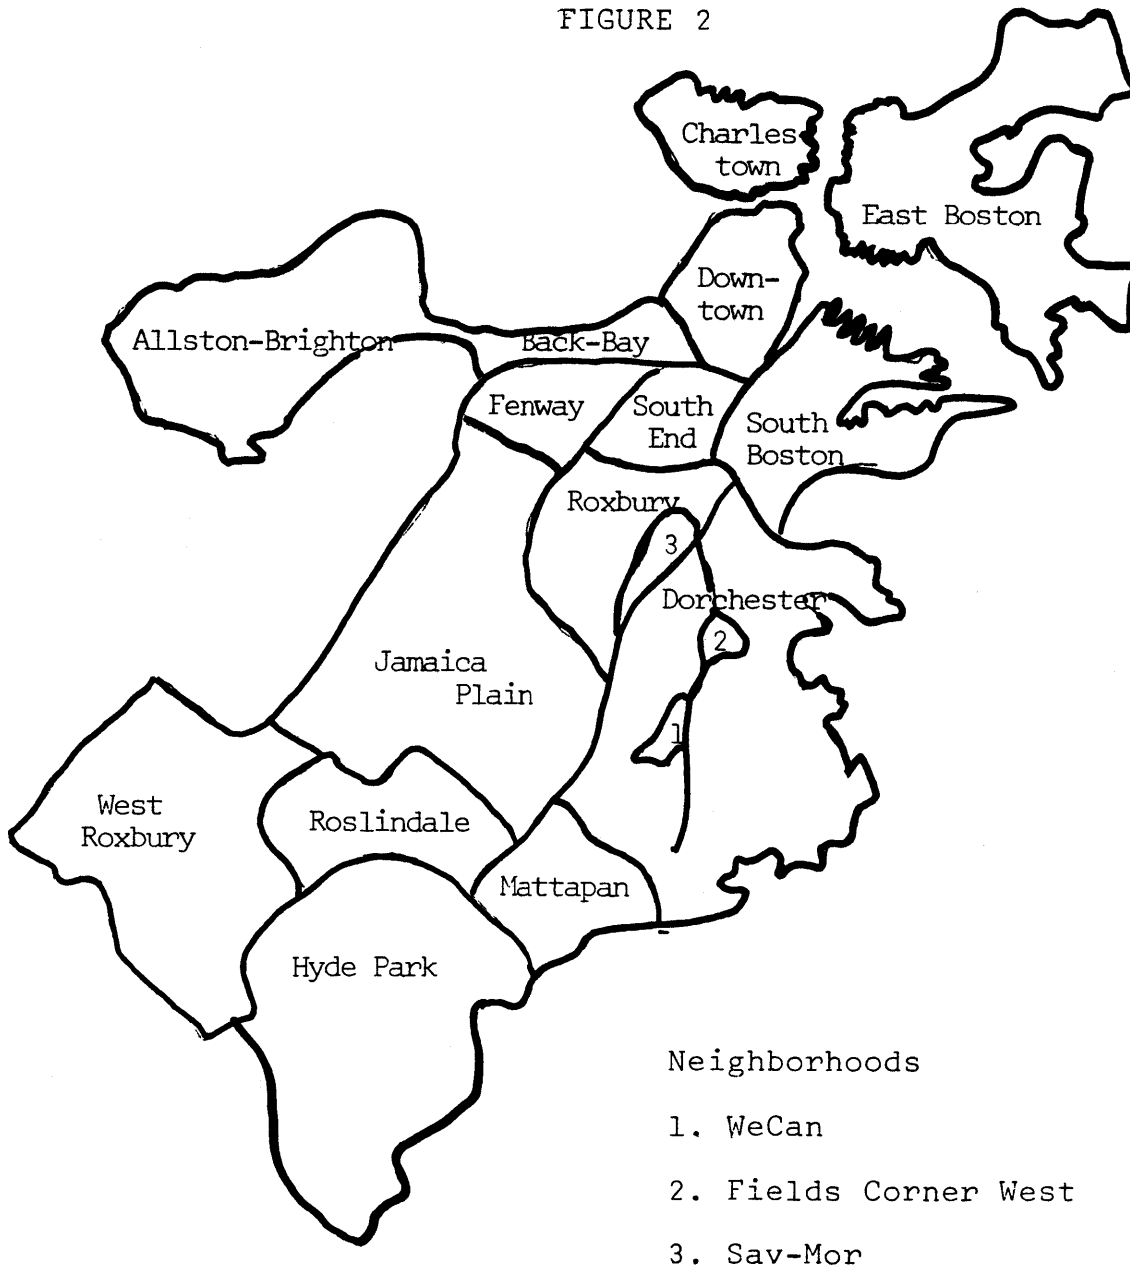 FIGURE 2
Charles
town
East Boston
Down-
town
Allston-Brighton
Back-Bay
Fenway
South
End
South
Boston
Roxbury
3
Dorchester
2
Jamaica
Plain
1
West
Roxbury
Roslindale
Mattapan
Hyde Park
Neighborhoods
1. WeCan
2. Fields Corner West
3. Sav-Mor